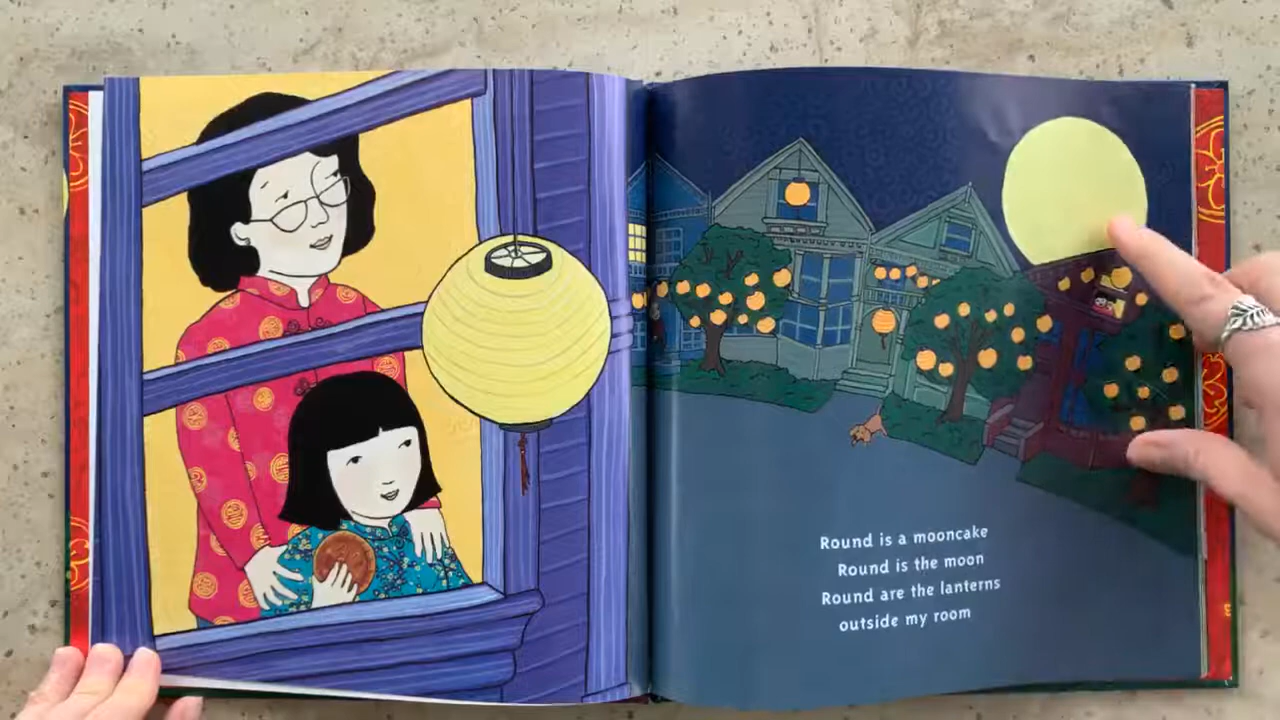 Round is a mooncake
Round is the moon
Round are the lanterns
outside my room